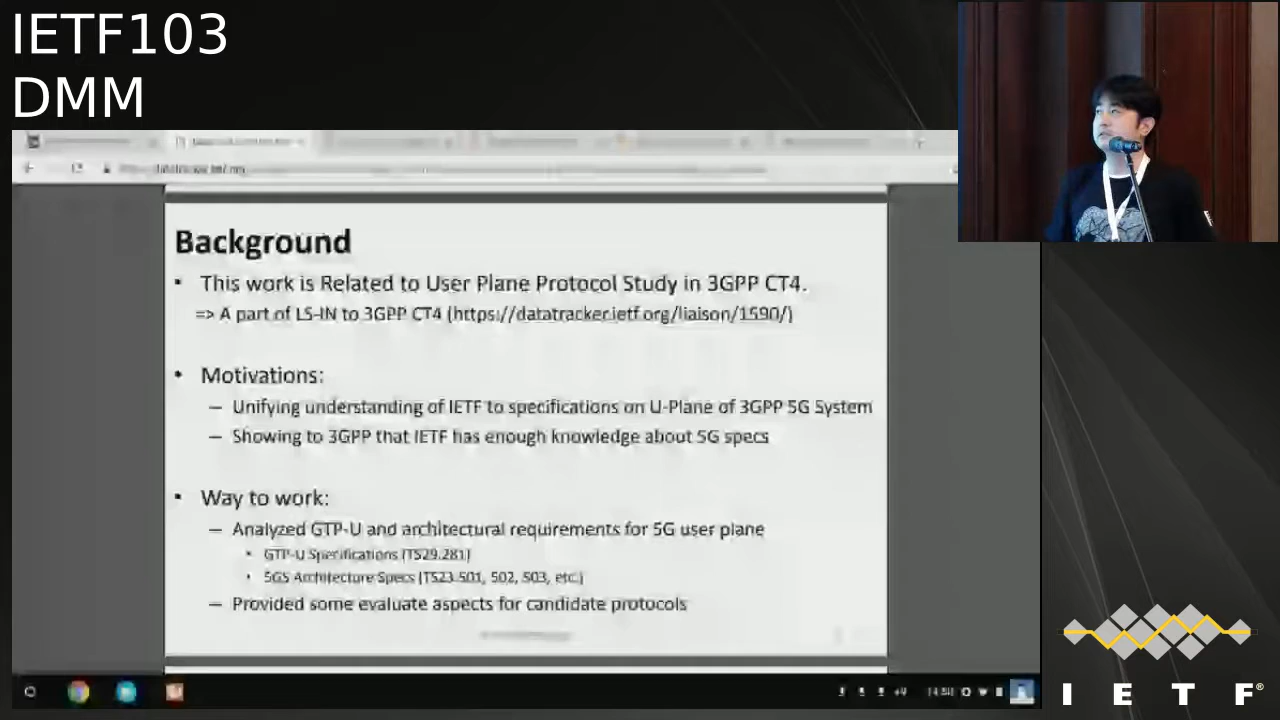 IETF103
DMM
Background
• This work is Related to User Plane Protocol Study in 3GPP CT4.
=> A part of LS-IN to 3GPP CT4 (https://datatracker.ietf.org/liaison/1590/)
• Motivations:
– Unifying understanding of IETF to specifications on U-Plane of 3GPP 5G System
– Showing to 3GPP that IETF has enough knowledge about 5G specs
• Way to work:
– Analyzed GTP-U and architectural requirements for 5G user plane
• GTP-U Specifications (TS29.281)
• 5GS Architecture Specs (TS23.501, 502, 503, etc.)
– Provided some evaluate aspects for candidate protocols
I E T F®